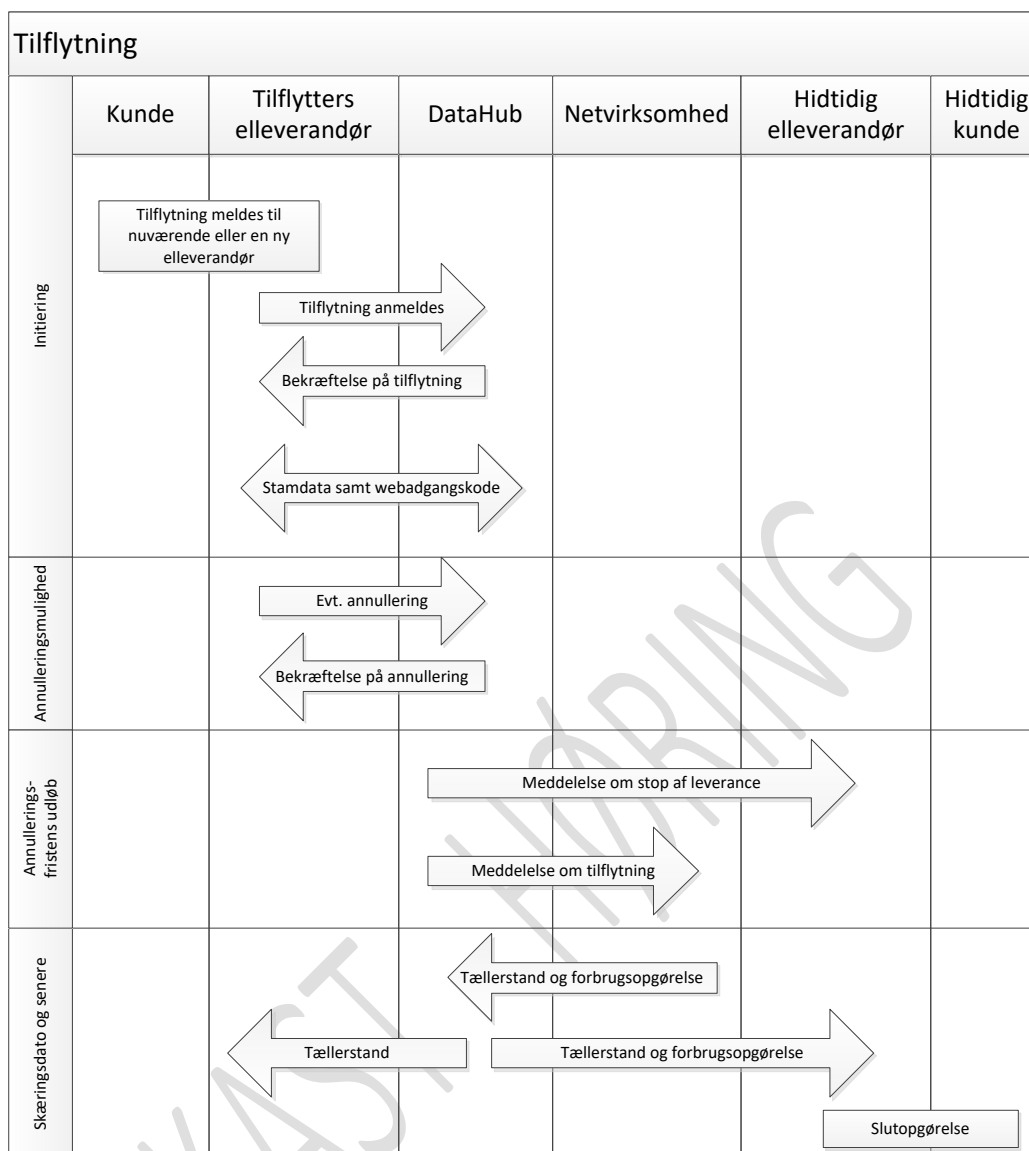 Tilflytning
Kunde
Tilflytters
elleverandør
DataHub
Netvirksomhed
Hidtidig
elleverandør
Hidtidig
kunde
Initiering
Tilflytning meldes til
nuværende eller en ny
elleverandør
Tilflytning anmeldes
Bekræftelse på tilflytning
Stamdata samt webadgangskode
Annulleringsmulighed
Evt. annullering
Bekræftelse på annullering
Annullerings-
fristens udløb
Meddelelse om stop af leverance
Meddelelse om tilflytning
Skæringsdato og senere
Tællerstand og forbrugsopgørelse
Tællerstand
Tællerstand og forbrugsopgørelse
Slutopgørelse
KAST - HØRING